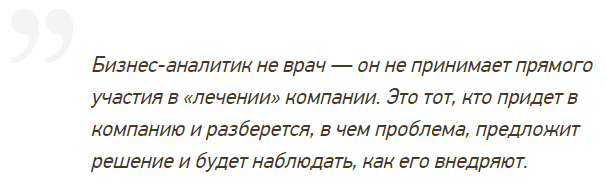 Бизнес-аналитик не врач — он не принимает прямого
участия в «лечении» компании. Это тот, кто придет в
компанию и разберется, в чем проблема, предложит
решение и будет наблюдать, как его внедряют.